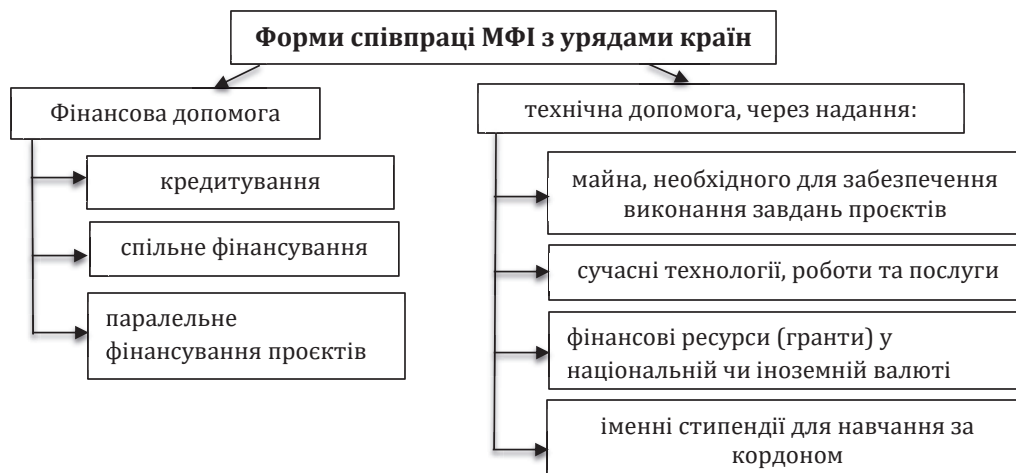 Форми співпраці МФІ з урядами країн
Фінансова допомога
кредитування
спільне фінансування
паралельне
фінансування проєктів
технічна допомога, через надання:
майна, необхідного для забезпечення
виконання завдань проєктів
сучасні технології, роботи та послуги
фінансові ресурси (гранти) у
національній чи іноземній валюті
іменні стипендії для навчання за
кордоном